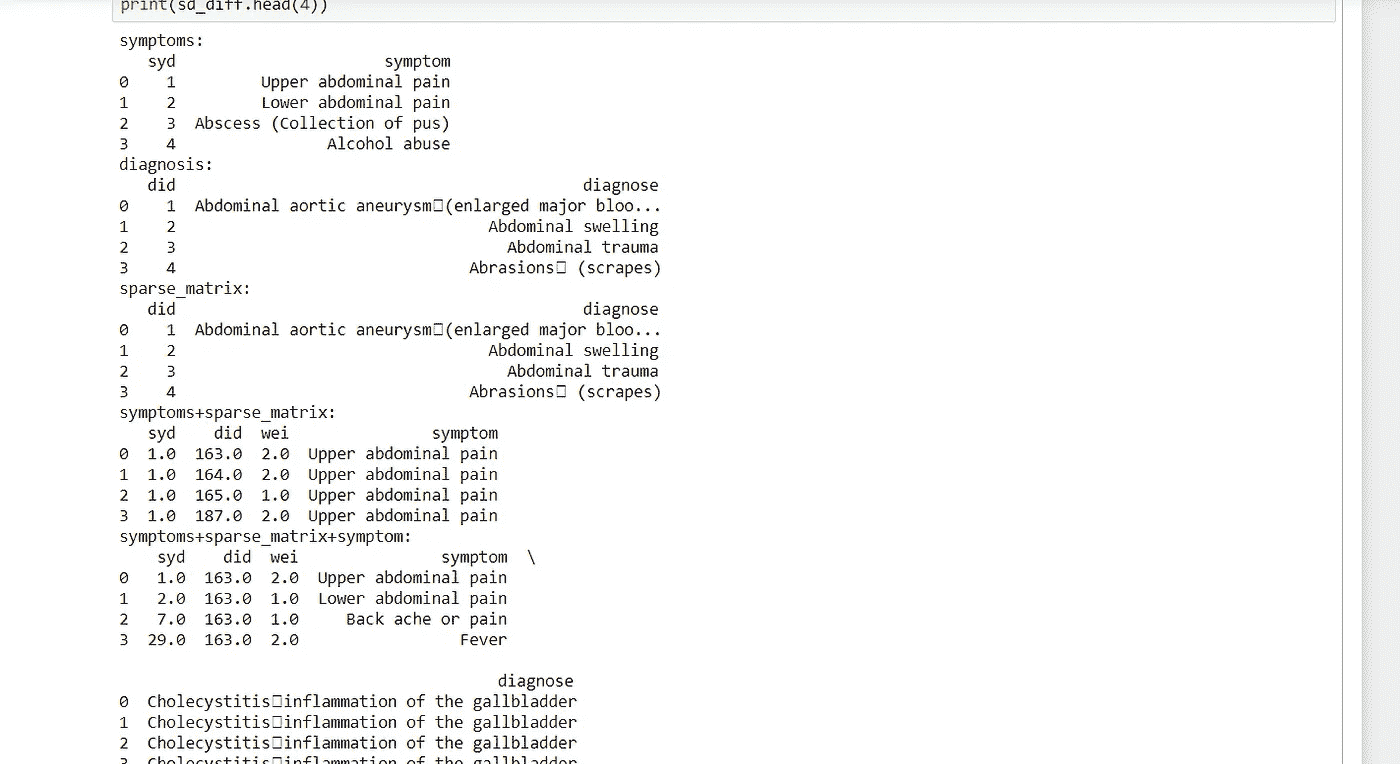 print(sd_diff.head(4))
symptoms:
syd symptom
0 1 Upper abdominal pain
1 2 Lower abdominal pain
2 3 Abscess (Collection of pus)
3 4 Alcohol abuse
diagnosis:
did diagnose
0 1 Abdominal aortic aneurysm□(enlarged major bloo...
1 2 Abdominal swelling
2 3 Abdominal trauma
3 4 Abrasions□ (scrapes)
sparse_matrix:
did diagnose
0 1 Abdominal aortic aneurysm□(enlarged major bloo...
1 2 Abdominal swelling
2 3 Abdominal trauma
3 4 Abrasions□ (scrapes)
symptoms+sparse_matrix:
syd did wei symptom
0 1.0 163.0 2.0 Upper abdominal pain
1 1.0 164.0 2.0 Upper abdominal pain
2 1.0 165.0 1.0 Upper abdominal pain
3 1.0 187.0 2.0 Upper abdominal pain
symptoms+sparse_matrix+symptom:
syd did wei symptom \
0 1.0 163.0 2.0 Upper abdominal pain
1 2.0 163.0 1.0 Lower abdominal pain
2 7.0 163.0 1.0 Back ache or pain
3 29.0 163.0 2.0 Fever
diagnose
0 Cholecystitis□inflammation of the gallbladder
1 Cholecystitis□inflammation of the gallbladder
2 Cholecystitis□inflammation of the gallbladder
3 Cholecystitis□inflammation of the gallbladder